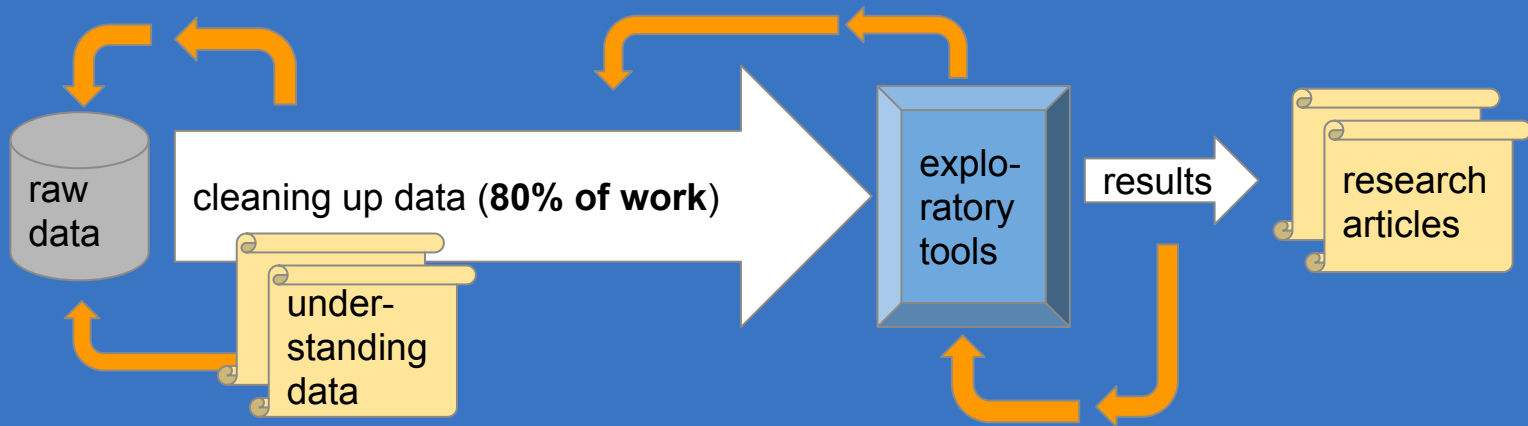 raw
data
cleaning up data (80% of work)
under-
standing
data
explo-
ratory
tools
results
research
articles